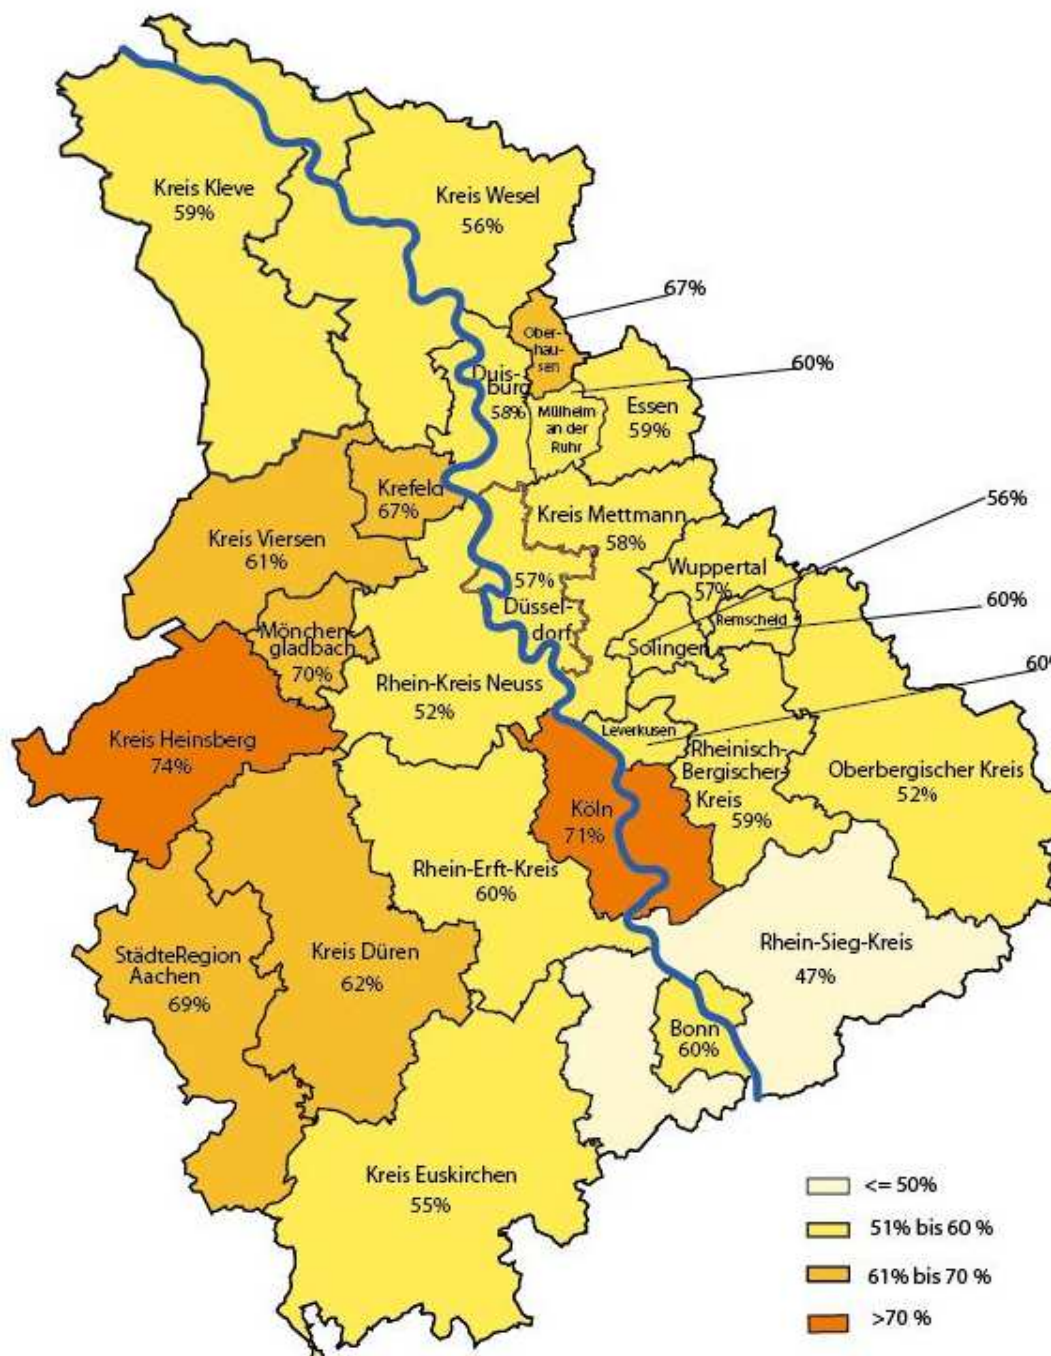 Kreis Kleve
59%
Kreis Wesel
56%
67%
Ober-
hau-
sen
60%
Duis-
burg
58%
Mülheim
an der
Ruhr
Essen
59%
Krefeld
67%
Kreis Viersen
61%
Kreis Mettmann
58%
56%
57%
Düssel-
dorf
Wuppertal
57%
60%
Remscheid
Solingen
Mönchen-
gladbach
70%
Rhein-Kreis Neuss
52%
60%
Leverkusen
Kreis Heinsberg
74%
Rheinisch-
Bergischer-
Kreis
59%
Oberbergischer Kreis
52%
Köln
71%
Rhein-Erft-Kreis
60%
StädteRegion
Aachen
69%
Kreis Düren
62%
Rhein-Sieg-Kreis
47%
Bonn
60%
Kreis Euskirchen
55%
<= 50%
51% bis 60 %
61% bis 70 %
>70 %